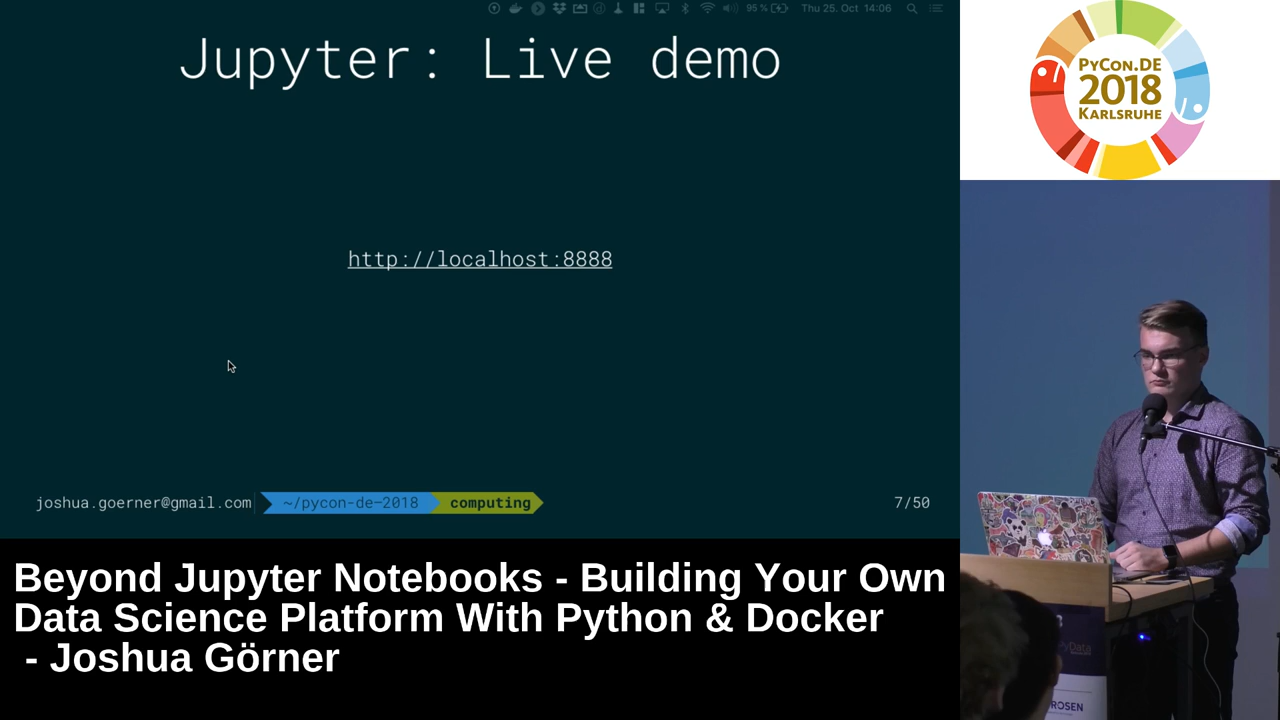 95 % Thu 25. Oct 14:06
Jupyter: Live demo
http://localhost:8888
joshua.goerner@gmail.com ~/pycon-de-2018 computing 7/50
PYCON.DE
2018
KARLSRUHE
PyData
ROSEN
Beyond Jupyter Notebooks - Building Your Own
Data Science Platform With Python & Docker
- Joshua Görner